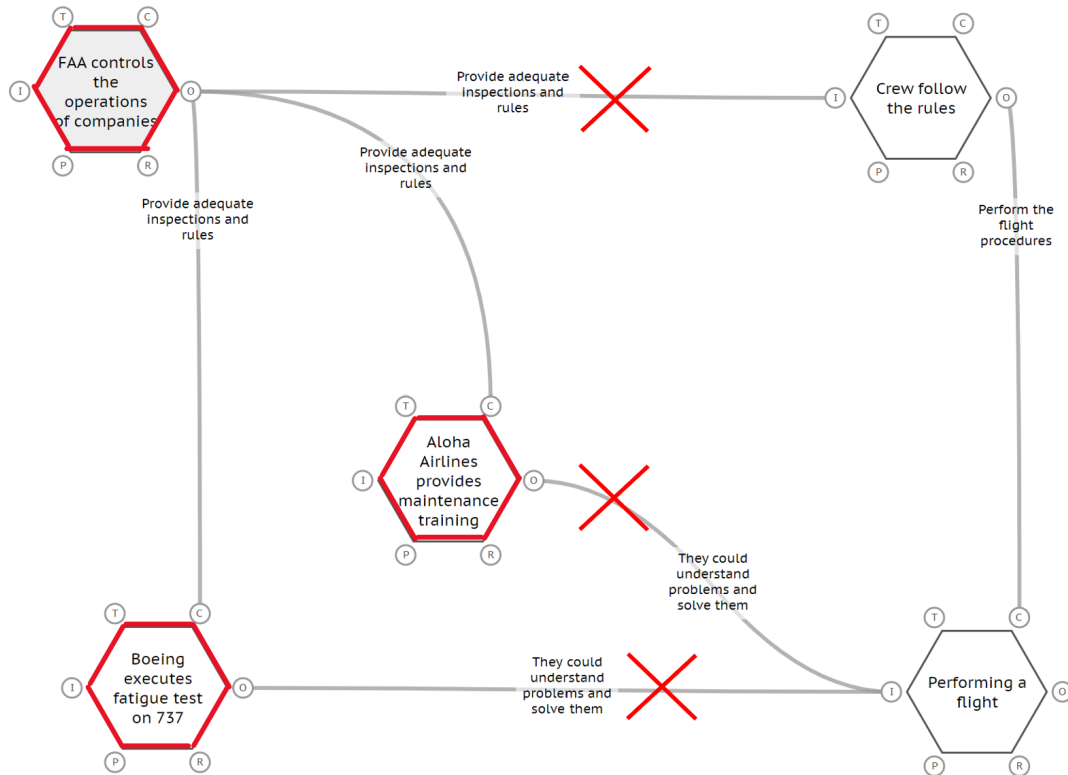 T
C
FAA controls
the
operations
of companies
I
O
P
R
Provide adequate
inspections and
rules
T
C
Crew follow
the rules
I
O
P
R
Provide adequate
inspections and
rules
Provide adequate
inspections and
rules
Perform the
flight
procedures
T
C
Aloha
Airlines
provides
maintenance
training
I
O
P
R
They could
understand
problems and
solve them
T
C
Boeing
executes
fatigue test
on 737
I
O
P
R
They could
understand
problems and
solve them
T
C
Performing a
flight
I
O
P
R